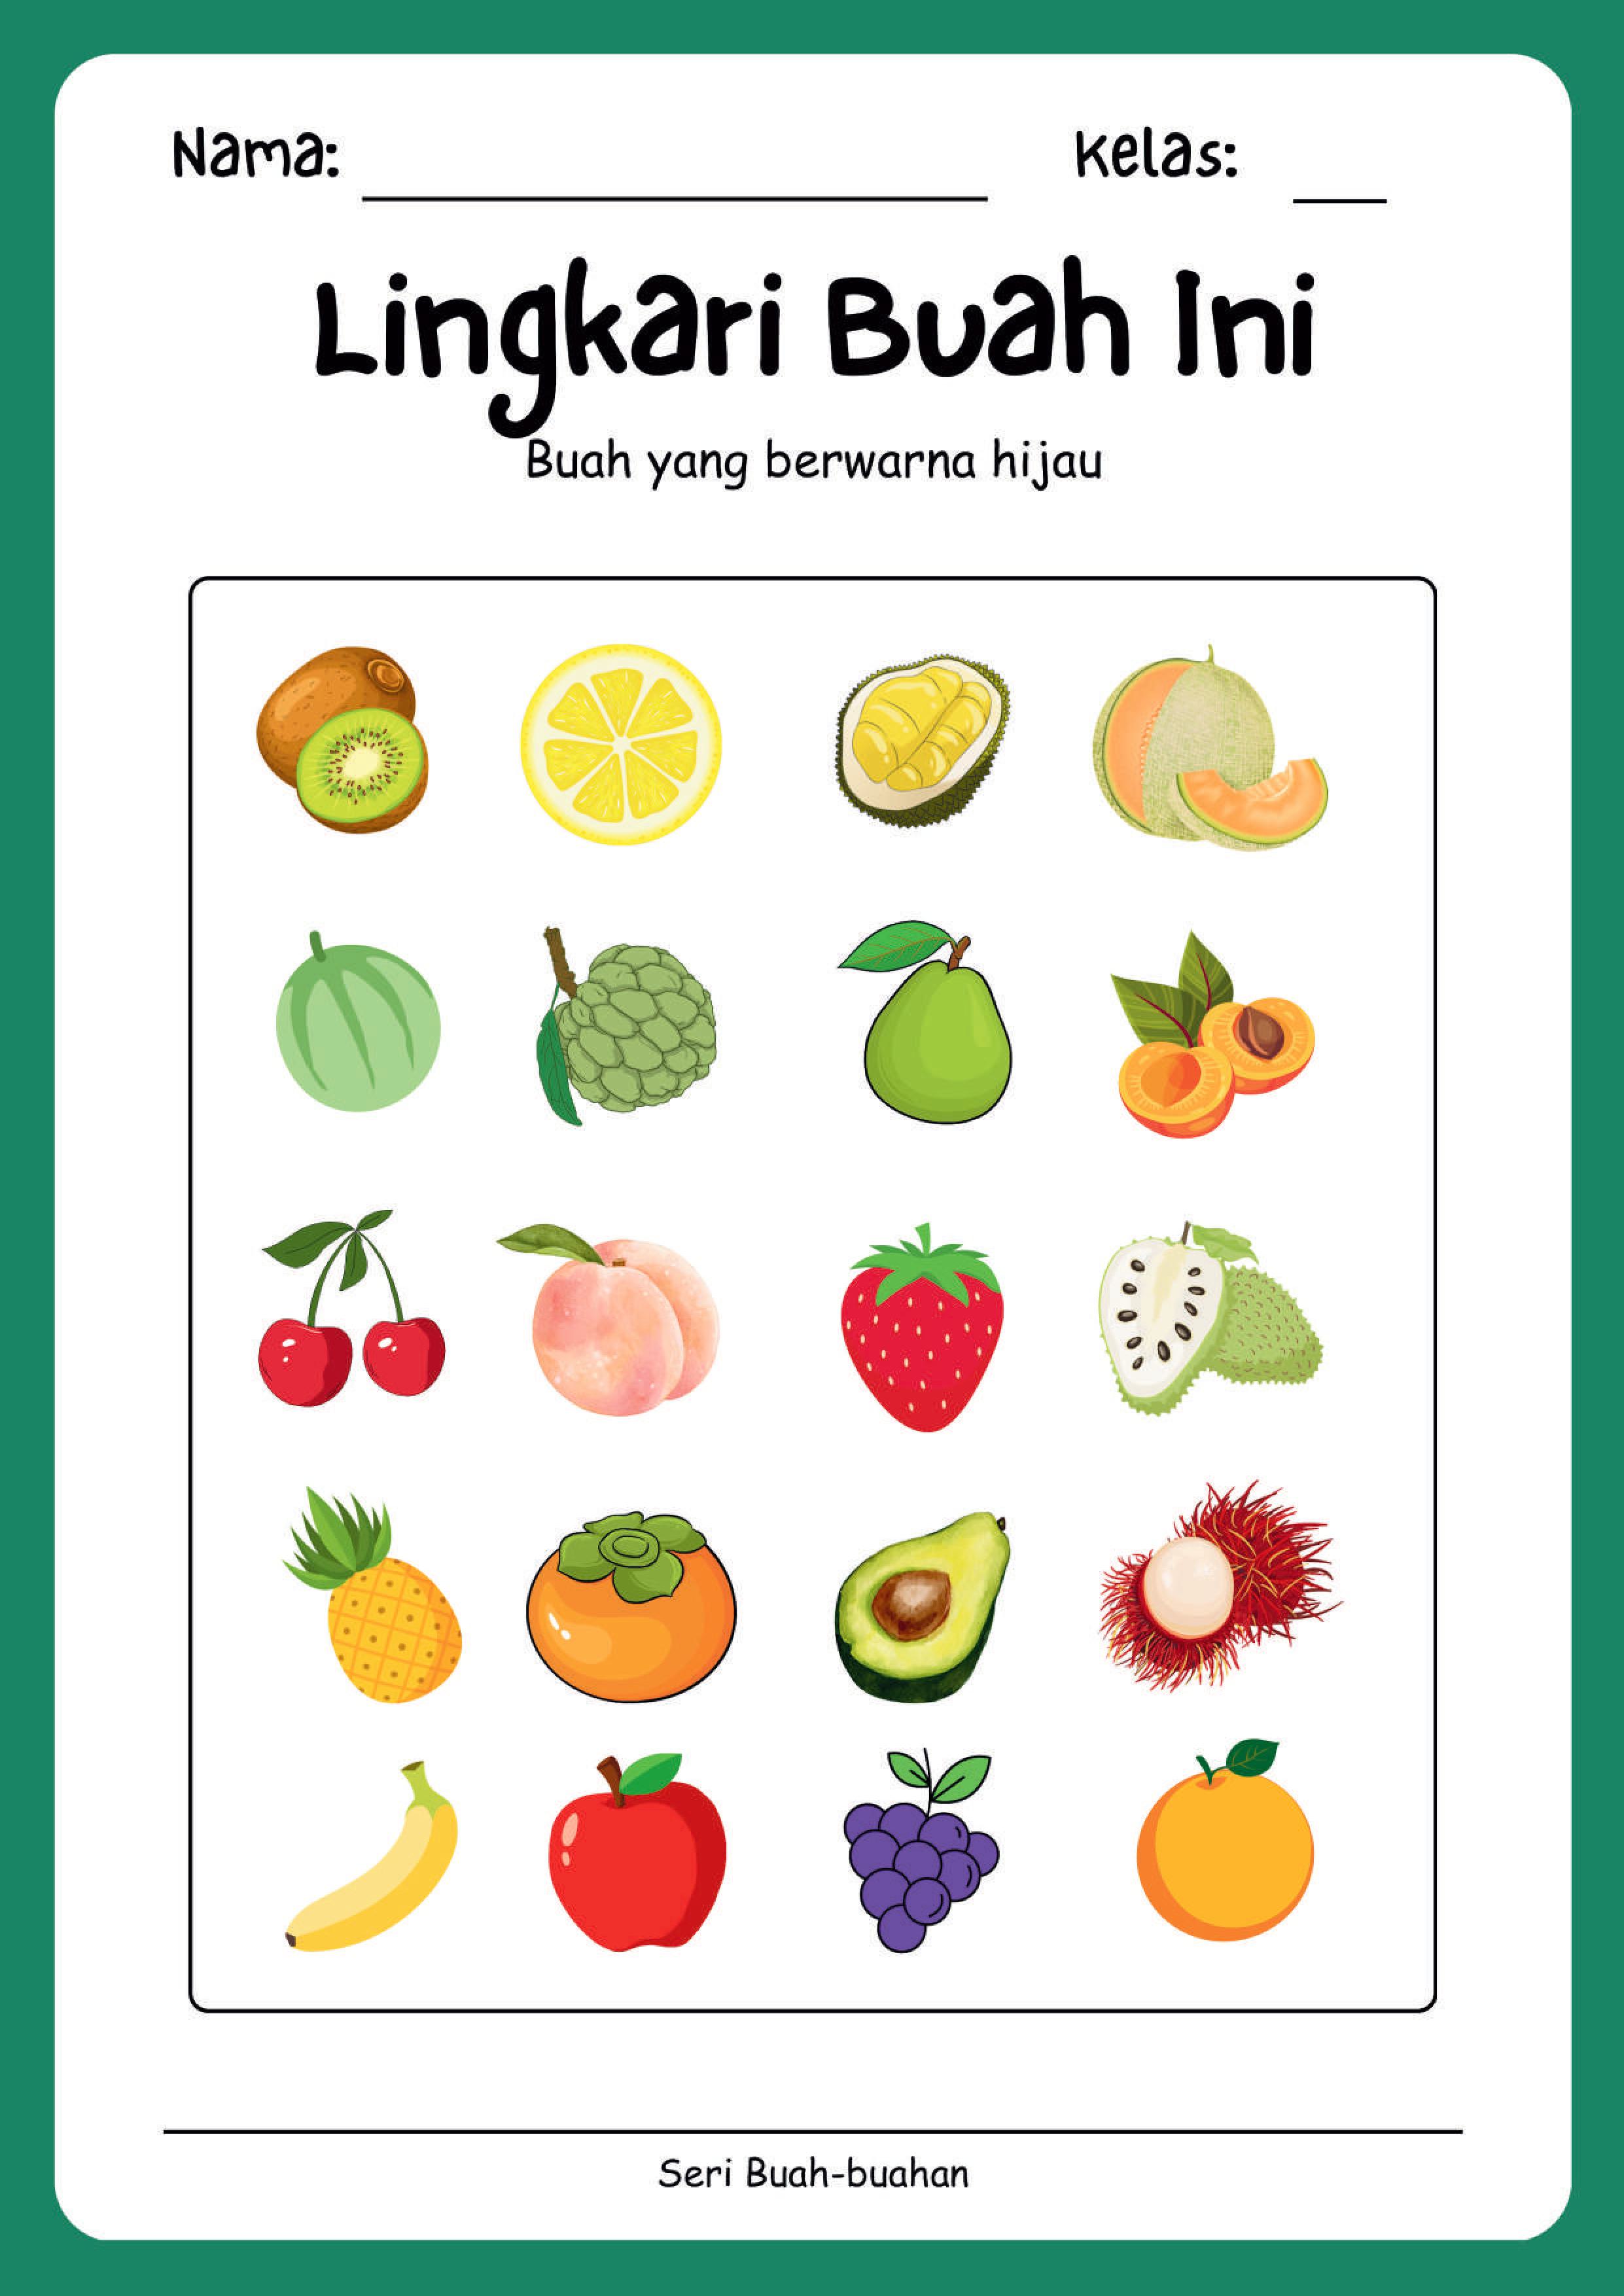 Nama: Kelas:
Lingkari Buah Ini
Buah yang berwarna hijau
Seri Buah-buahan